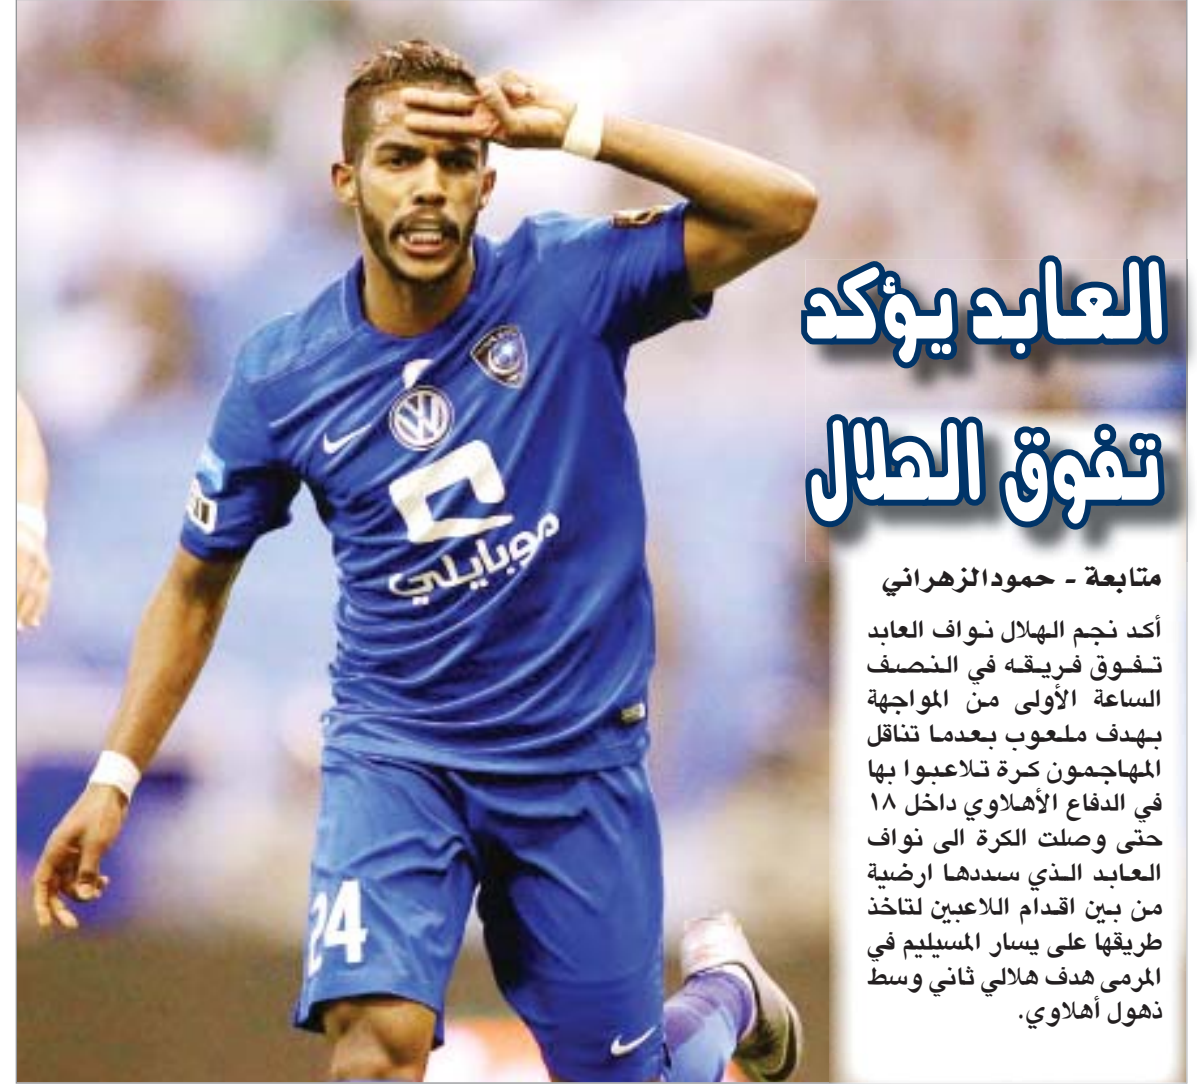 العابد يؤكد
تفوق الهلال
متابعة - حمودالزهراني
أكد نجم الهلال نواف العابد
تفوق فريقه في النصف
الساعة الأولى من المواجهة
بهدف ملعوب بعدما تناقل
المهاجمون كرة تلاعبوا بها
في الدفاع الأهلاوي داخل ١٨
حتى وصلت الكرة الى نواف
العابد الذي سددها ارضية
من بين اقدام اللاعبين لتاخذ
طريقها على يسار المسيليم في
المرمى هدف هلالي ثاني وسط
ذهول أهلاوي.
موبايلي
24